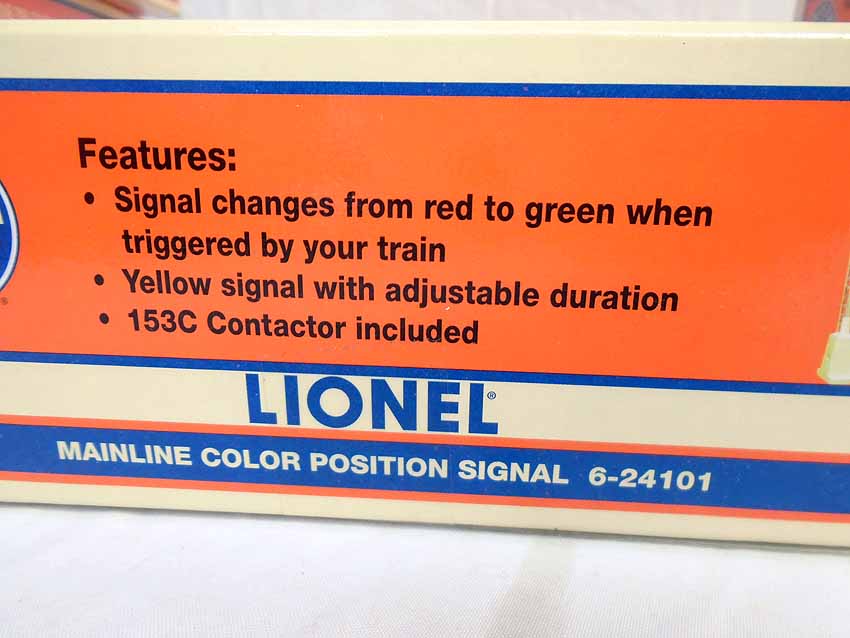 Features:
• Signal changes from red to green when
triggered by your train
• Yellow signal with adjustable duration
• 153C Contactor included
LIONEL®
MAINLINE COLOR POSITION SIGNAL 6-24101
®